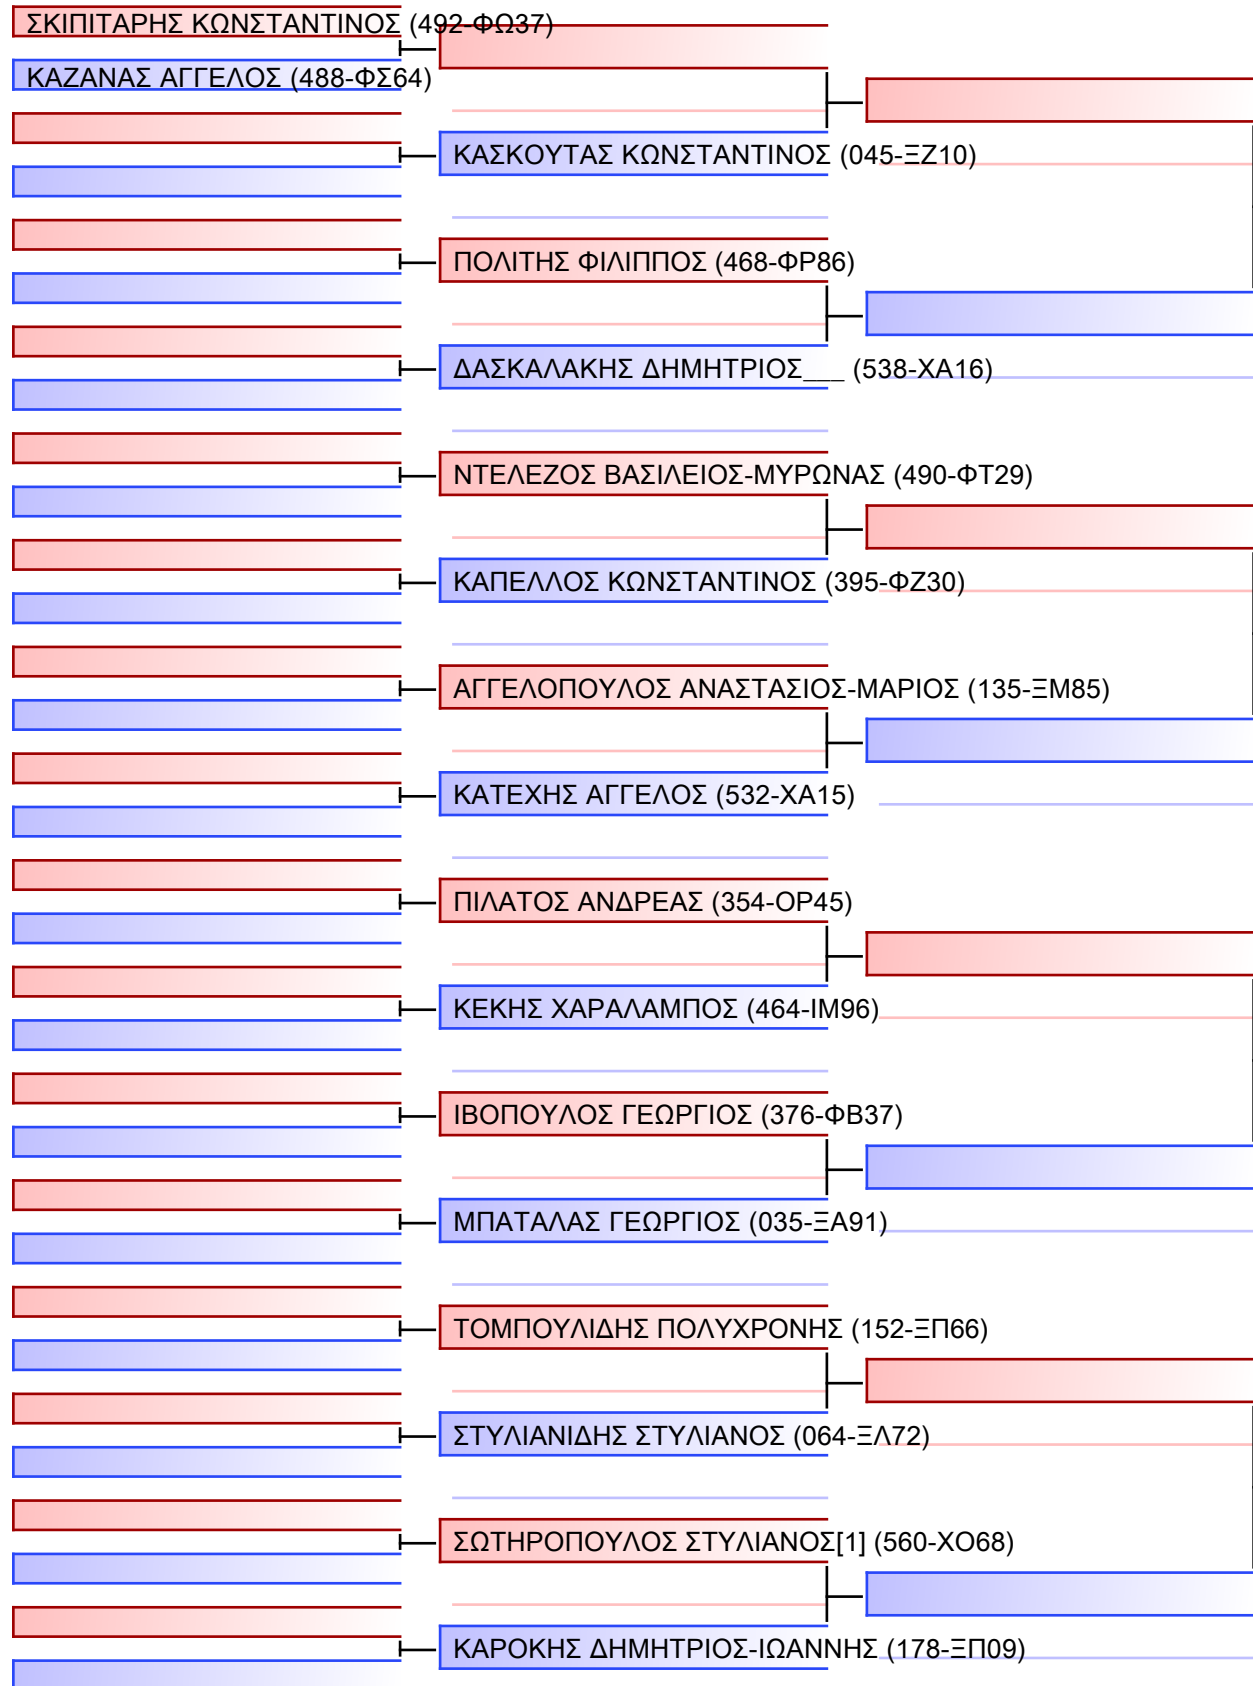 ΣΚΙΠΙΤΑΡΗΣ ΚΩΝΣΤΑΝΤΙΝΟΣ (492-ΦΩ37)
ΚΑΖΑΝΑΣ ΑΓΓΕΛΟΣ (488-ΦΣ64)
ΚΑΣΚΟΥΤΑΣ ΚΩΝΣΤΑΝΤΙΝΟΣ (045-ΞΖ10)
ΠΟΛΙΤΗΣ ΦΙΛΙΠΠΟΣ (468-ΦΡ86)
ΔΑΣΚΑΛΑΚΗΣ ΔΗΜΗΤΡΙΟΣ___ (538-ΧΑ16)
ΝΤΕΛΕΖΟΣ ΒΑΣΙΛΕΙΟΣ-ΜΥΡΩΝΑΣ (490-ΦΤ29)
ΚΑΠΕΛΛΟΣ ΚΩΝΣΤΑΝΤΙΝΟΣ (395-ΦΖ30)
ΑΓΓΕΛΟΠΟΥΛΟΣ ΑΝΑΣΤΑΣΙΟΣ-ΜΑΡΙΟΣ (135-ΞΜ85)
ΚΑΤΕΧΗΣ ΑΓΓΕΛΟΣ (532-ΧΑ15)
ΠΙΛΑΤΟΣ ΑΝΔΡΕΑΣ (354-ΟΡ45)
ΚΕΚΗΣ ΧΑΡΑΛΑΜΠΟΣ (464-ΙΜ96)
ΙΒΟΠΟΥΛΟΣ ΓΕΩΡΓΙΟΣ (376-ΦΒ37)
ΜΠΑΤΑΛΑΣ ΓΕΩΡΓΙΟΣ (035-ΞΑ91)
ΤΟΜΠΟΥΛΙΔΗΣ ΠΟΛΥΧΡΟΝΗΣ (152-ΞΠ66)
ΣΤΥΛΙΑΝΙΔΗΣ ΣΤΥΛΙΑΝΟΣ (064-ΞΛ72)
ΣΩΤΗΡΟΠΟΥΛΟΣ ΣΤΥΛΙΑΝΟΣ[1] (560-ΧΟ68)
ΚΑΡΟΚΗΣ ΔΗΜΗΤΡΙΟΣ-ΙΩΑΝΝΗΣ (178-ΞΠ09)